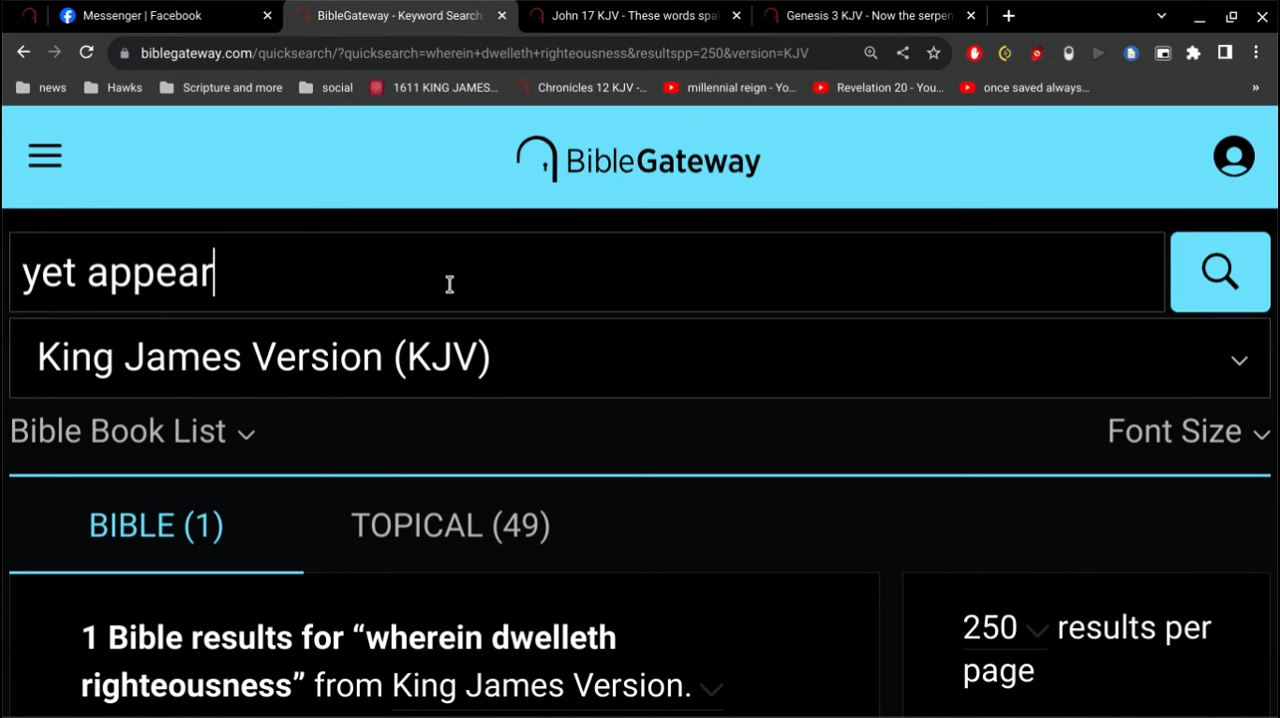 Messenger | Facebook
BibleGateway - Keyword Search:
John 17 KJV - These words spa
Genesis 3 KJV - Now the serpen
biblegateway.com/quicksearch/?quicksearch=wherein+dwelleth+righteousness&resultspp=250&version=KJV
news
Hawks
Scripture and more
social
1611 KING JAMES...
Chronicles 12 KJV -...
millennial reign - Yo...
Revelation 20 - You...
once saved always...
»
BibleGateway
yet appear
King James Version (KJV)
Bible Book List
Font Size
BIBLE (1)
TOPICAL (49)
1 Bible results for “wherein dwelleth
righteousness” from King James Version.
250 results per
page